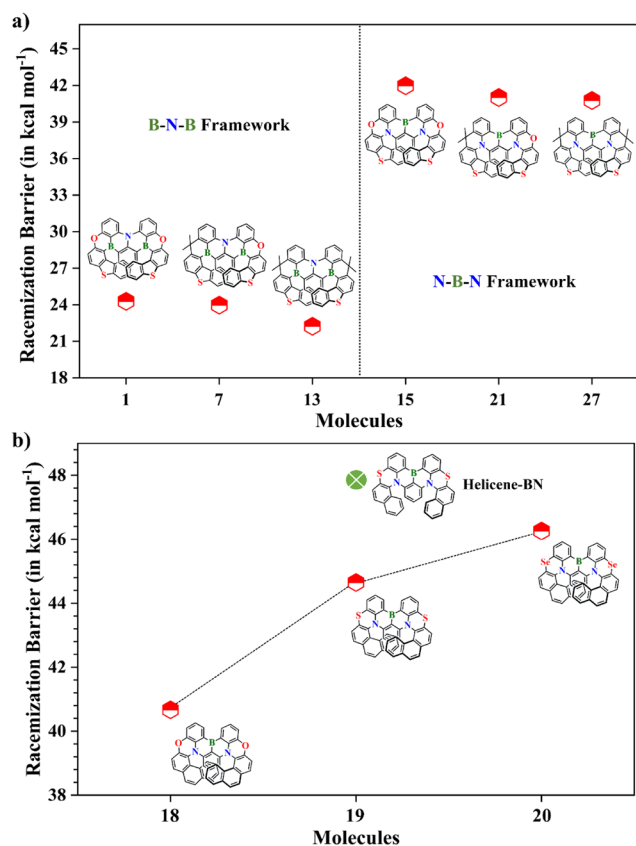 a)
Racemization Barrier (in kcal mol⁻¹)
45
42
39
36
33
30
27
24
21
18
B-N-B Framework
N-B-N Framework
O N O B B S S
N O B B S S
N B B S S
O B O N N S S
B O N N S S
B N N S S
1 7 13 15 21 27
Molecules
b)
Racemization Barrier (in kcal mol⁻¹)
48
46
44
42
40
38
S B S N N
Helicene-BN
Se B Se N N
S B S N N
O B O N N
18 19 20
Molecules